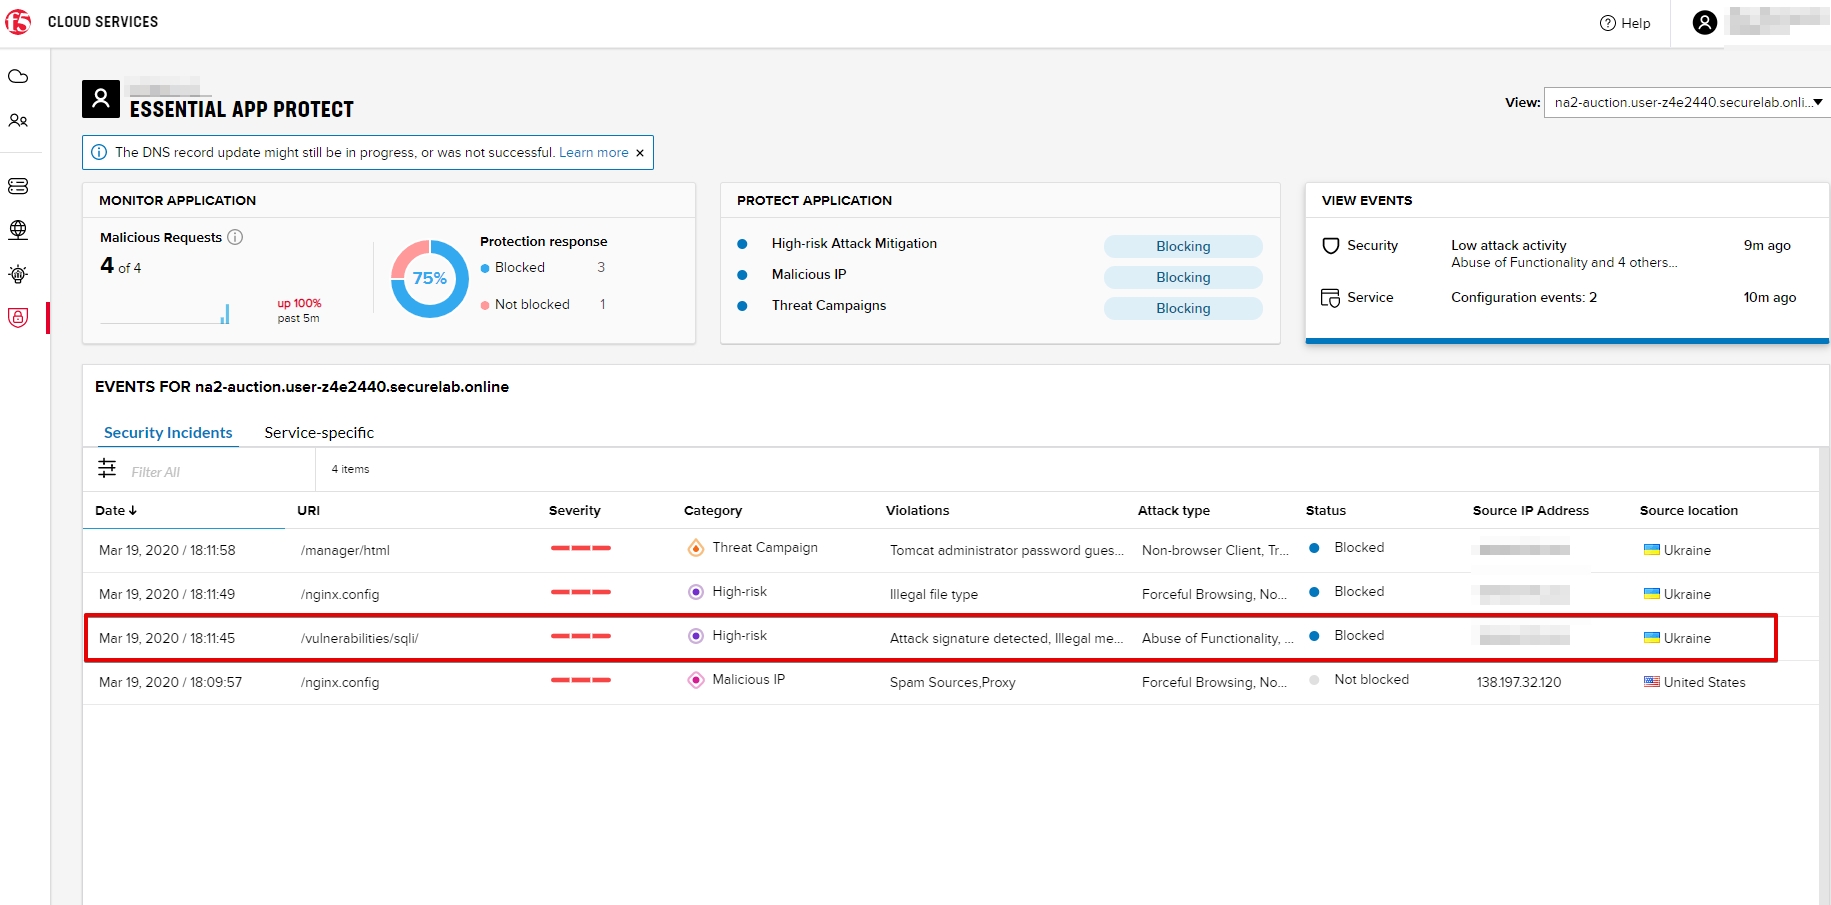 f5 CLOUD SERVICES
Help
ESSENTIAL APP PROTECT
View: na2-auction.user-z4e2440.securelab.onli...
The DNS record update might still be in progress, or was not successful. Learn more ×
MONITOR APPLICATION
Malicious Requests
4 of 4
up 100%
past 5m
75%
Protection response
Blocked 3
Not blocked 1
PROTECT APPLICATION
High-risk Attack Mitigation Blocking
Malicious IP Blocking
Threat Campaigns Blocking
VIEW EVENTS
Security Low attack activity 9m ago
Abuse of Functionality and 4 others...
Service Configuration events: 2 10m ago
EVENTS FOR na2-auction.user-z4e2440.securelab.online
Security Incidents Service-specific
Filter All 4 items
Date URI Severity Category Violations Attack type Status Source IP Address Source location
Mar 19, 2020 / 18:11:58 /manager/html Threat Campaign Tomcat administrator password gues... Non-browser Client, Tr... Blocked Ukraine
Mar 19, 2020 / 18:11:49 /nginx.config High-risk Illegal file type Forceful Browsing, No... Blocked Ukraine
Mar 19, 2020 / 18:11:45 /vulnerabilities/sqli/ High-risk Attack signature detected, Illegal me... Abuse of Functionality, ... Blocked Ukraine
Mar 19, 2020 / 18:09:57 /nginx.config Malicious IP Spam Sources,Proxy Forceful Browsing, No... Not blocked 138.197.32.120 United States